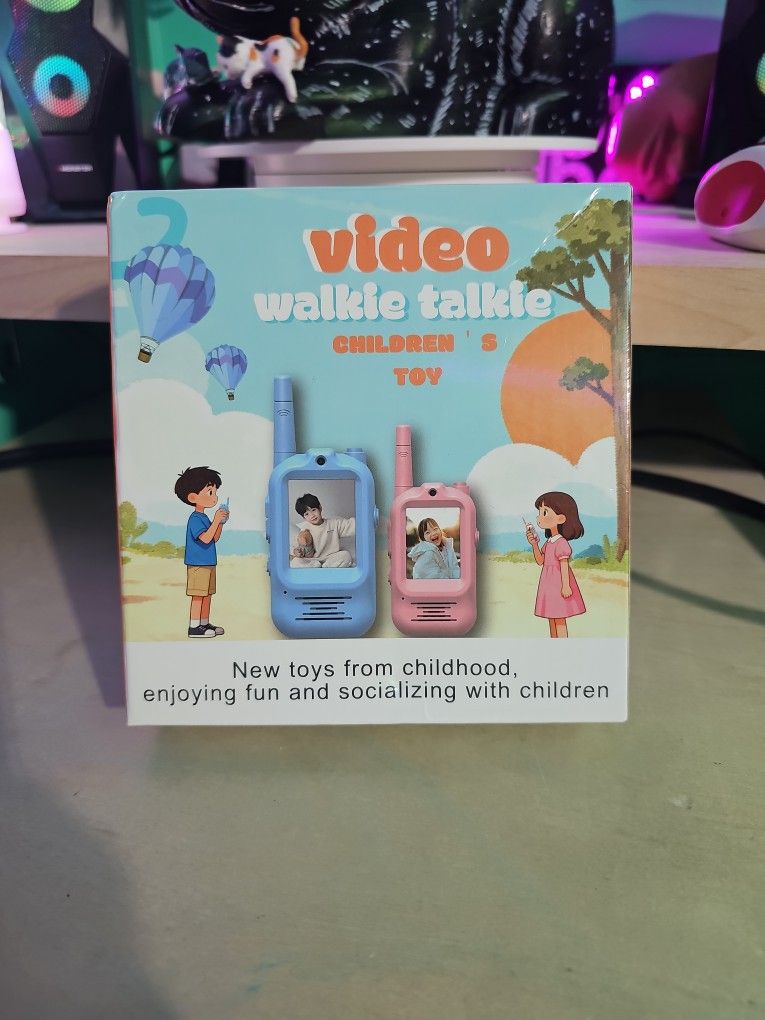 video
walkie talkie
CHILDREN ' S
TOY
New toys from childhood,
enjoying fun and socializing with children